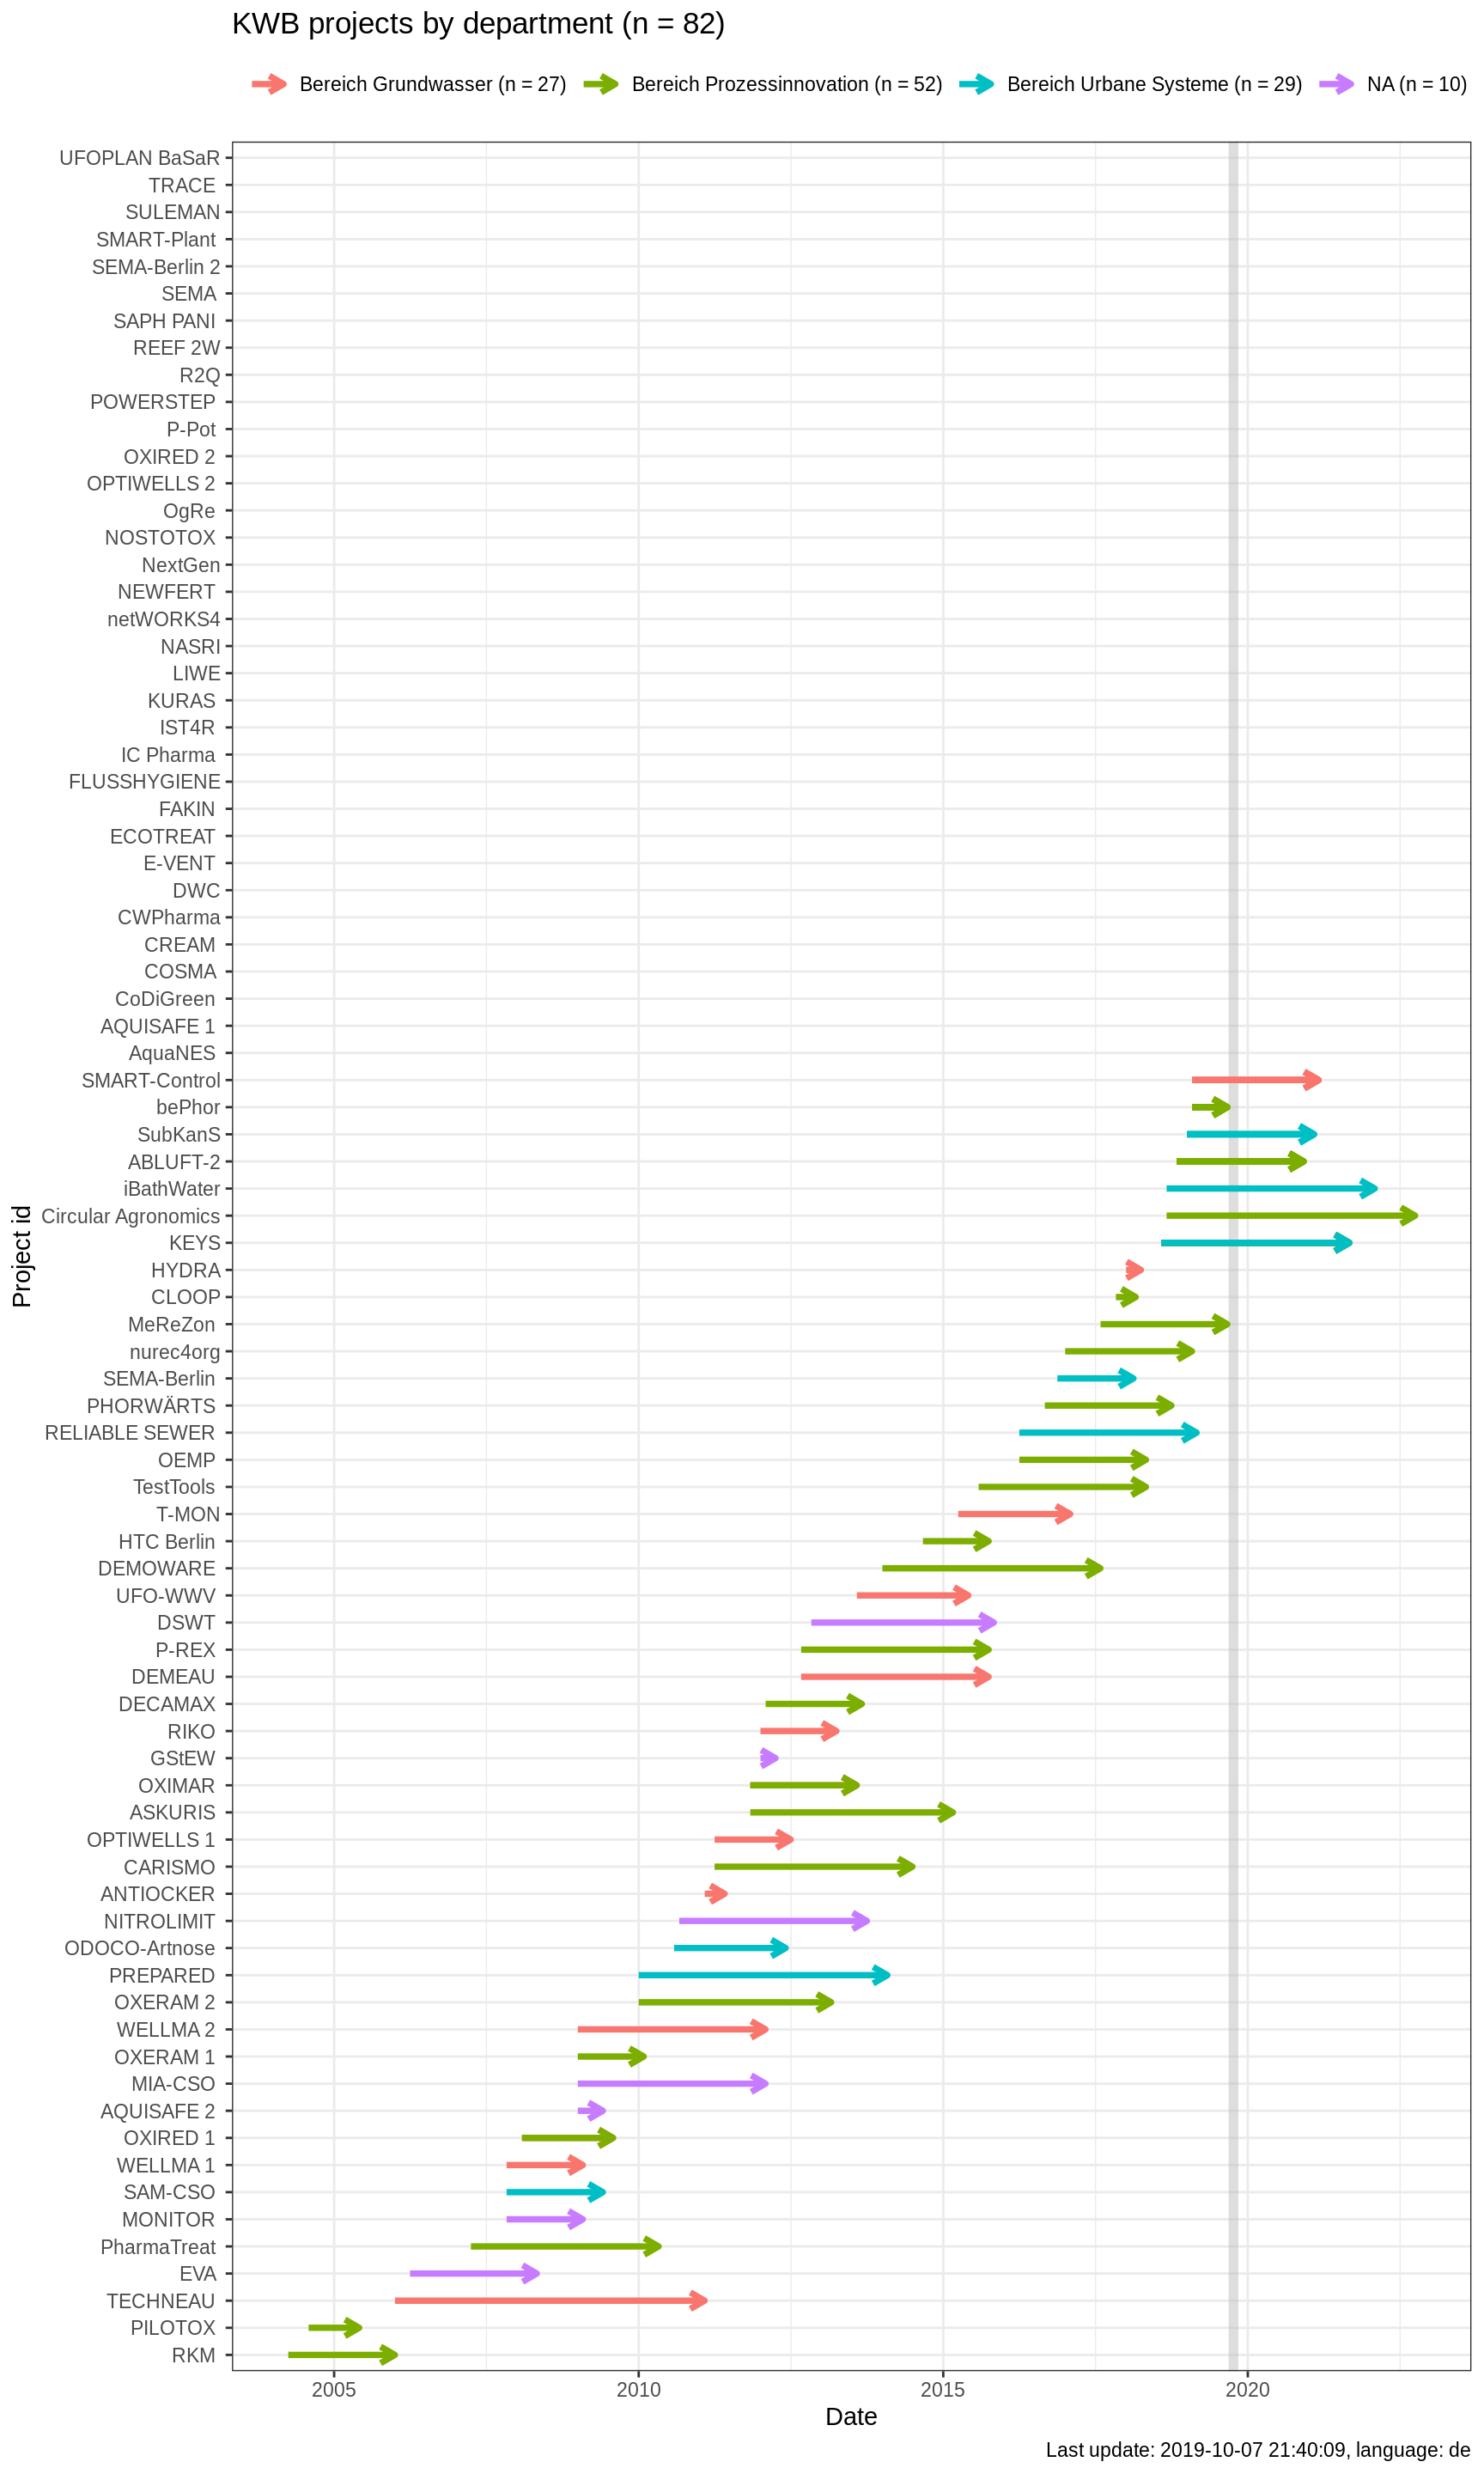 KWB projects by department (n = 82)
Bereich Grundwasser (n = 27) Bereich Prozessinnovation (n = 52) Bereich Urbane Systeme (n = 29) NA (n = 10)
UFOPLAN BaSaR
TRACE
SULEMAN
SMART-Plant
SEMA-Berlin 2
SEMA
SAPH PANI
REEF 2W
R2Q
POWERSTEP
P-Pot
OXIRED 2
OPTIWELLS 2
OgRe
NOSTOTOX
NextGen
NEWFERT
netWORKS4
NASRI
LIWE
KURAS
IST4R
IC Pharma
FLUSSHYGIENE
FAKIN
ECOTREAT
E-VENT
DWC
CWPharma
CREAM
COSMA
CoDiGreen
AQUISAFE 1
AquaNES
SMART-Control
bePhor
SubKanS
ABLUFT-2
iBathWater
Circular Agronomics
KEYS
HYDRA
CLOOP
MeReZon
nurec4org
SEMA-Berlin
PHORWÄRTS
RELIABLE SEWER
OEMP
TestTools
T-MON
HTC Berlin
DEMOWARE
UFO-WWV
DSWT
P-REX
DEMEAU
DECAMAX
RIKO
GStEW
OXIMAR
ASKURIS
OPTIWELLS 1
CARISMO
ANTIOCKER
NITROLIMIT
ODOCO-Artnose
PREPARED
OXERAM 2
WELLMA 2
OXERAM 1
MIA-CSO
AQUISAFE 2
OXIRED 1
WELLMA 1
SAM-CSO
MONITOR
PharmaTreat
EVA
TECHNEAU
PILOTOX
RKM
Project id
2005 2010 2015 2020
Date
Last update: 2019-10-07 21:40:09, language: de